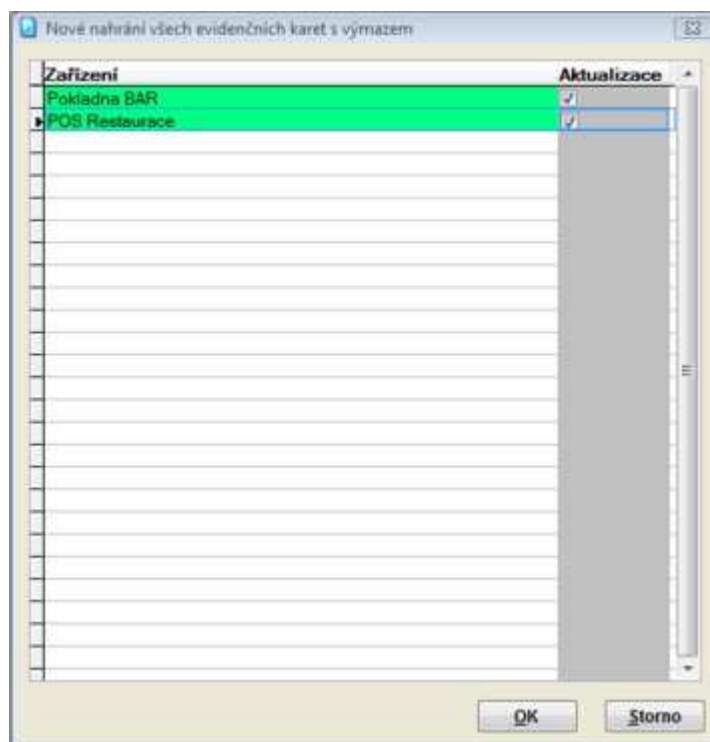 Nové nahrání všech evidenčních karet s výmazem
Zařízení Aktualizace
Pokladna BAR
POS Restaurace
OK Storno